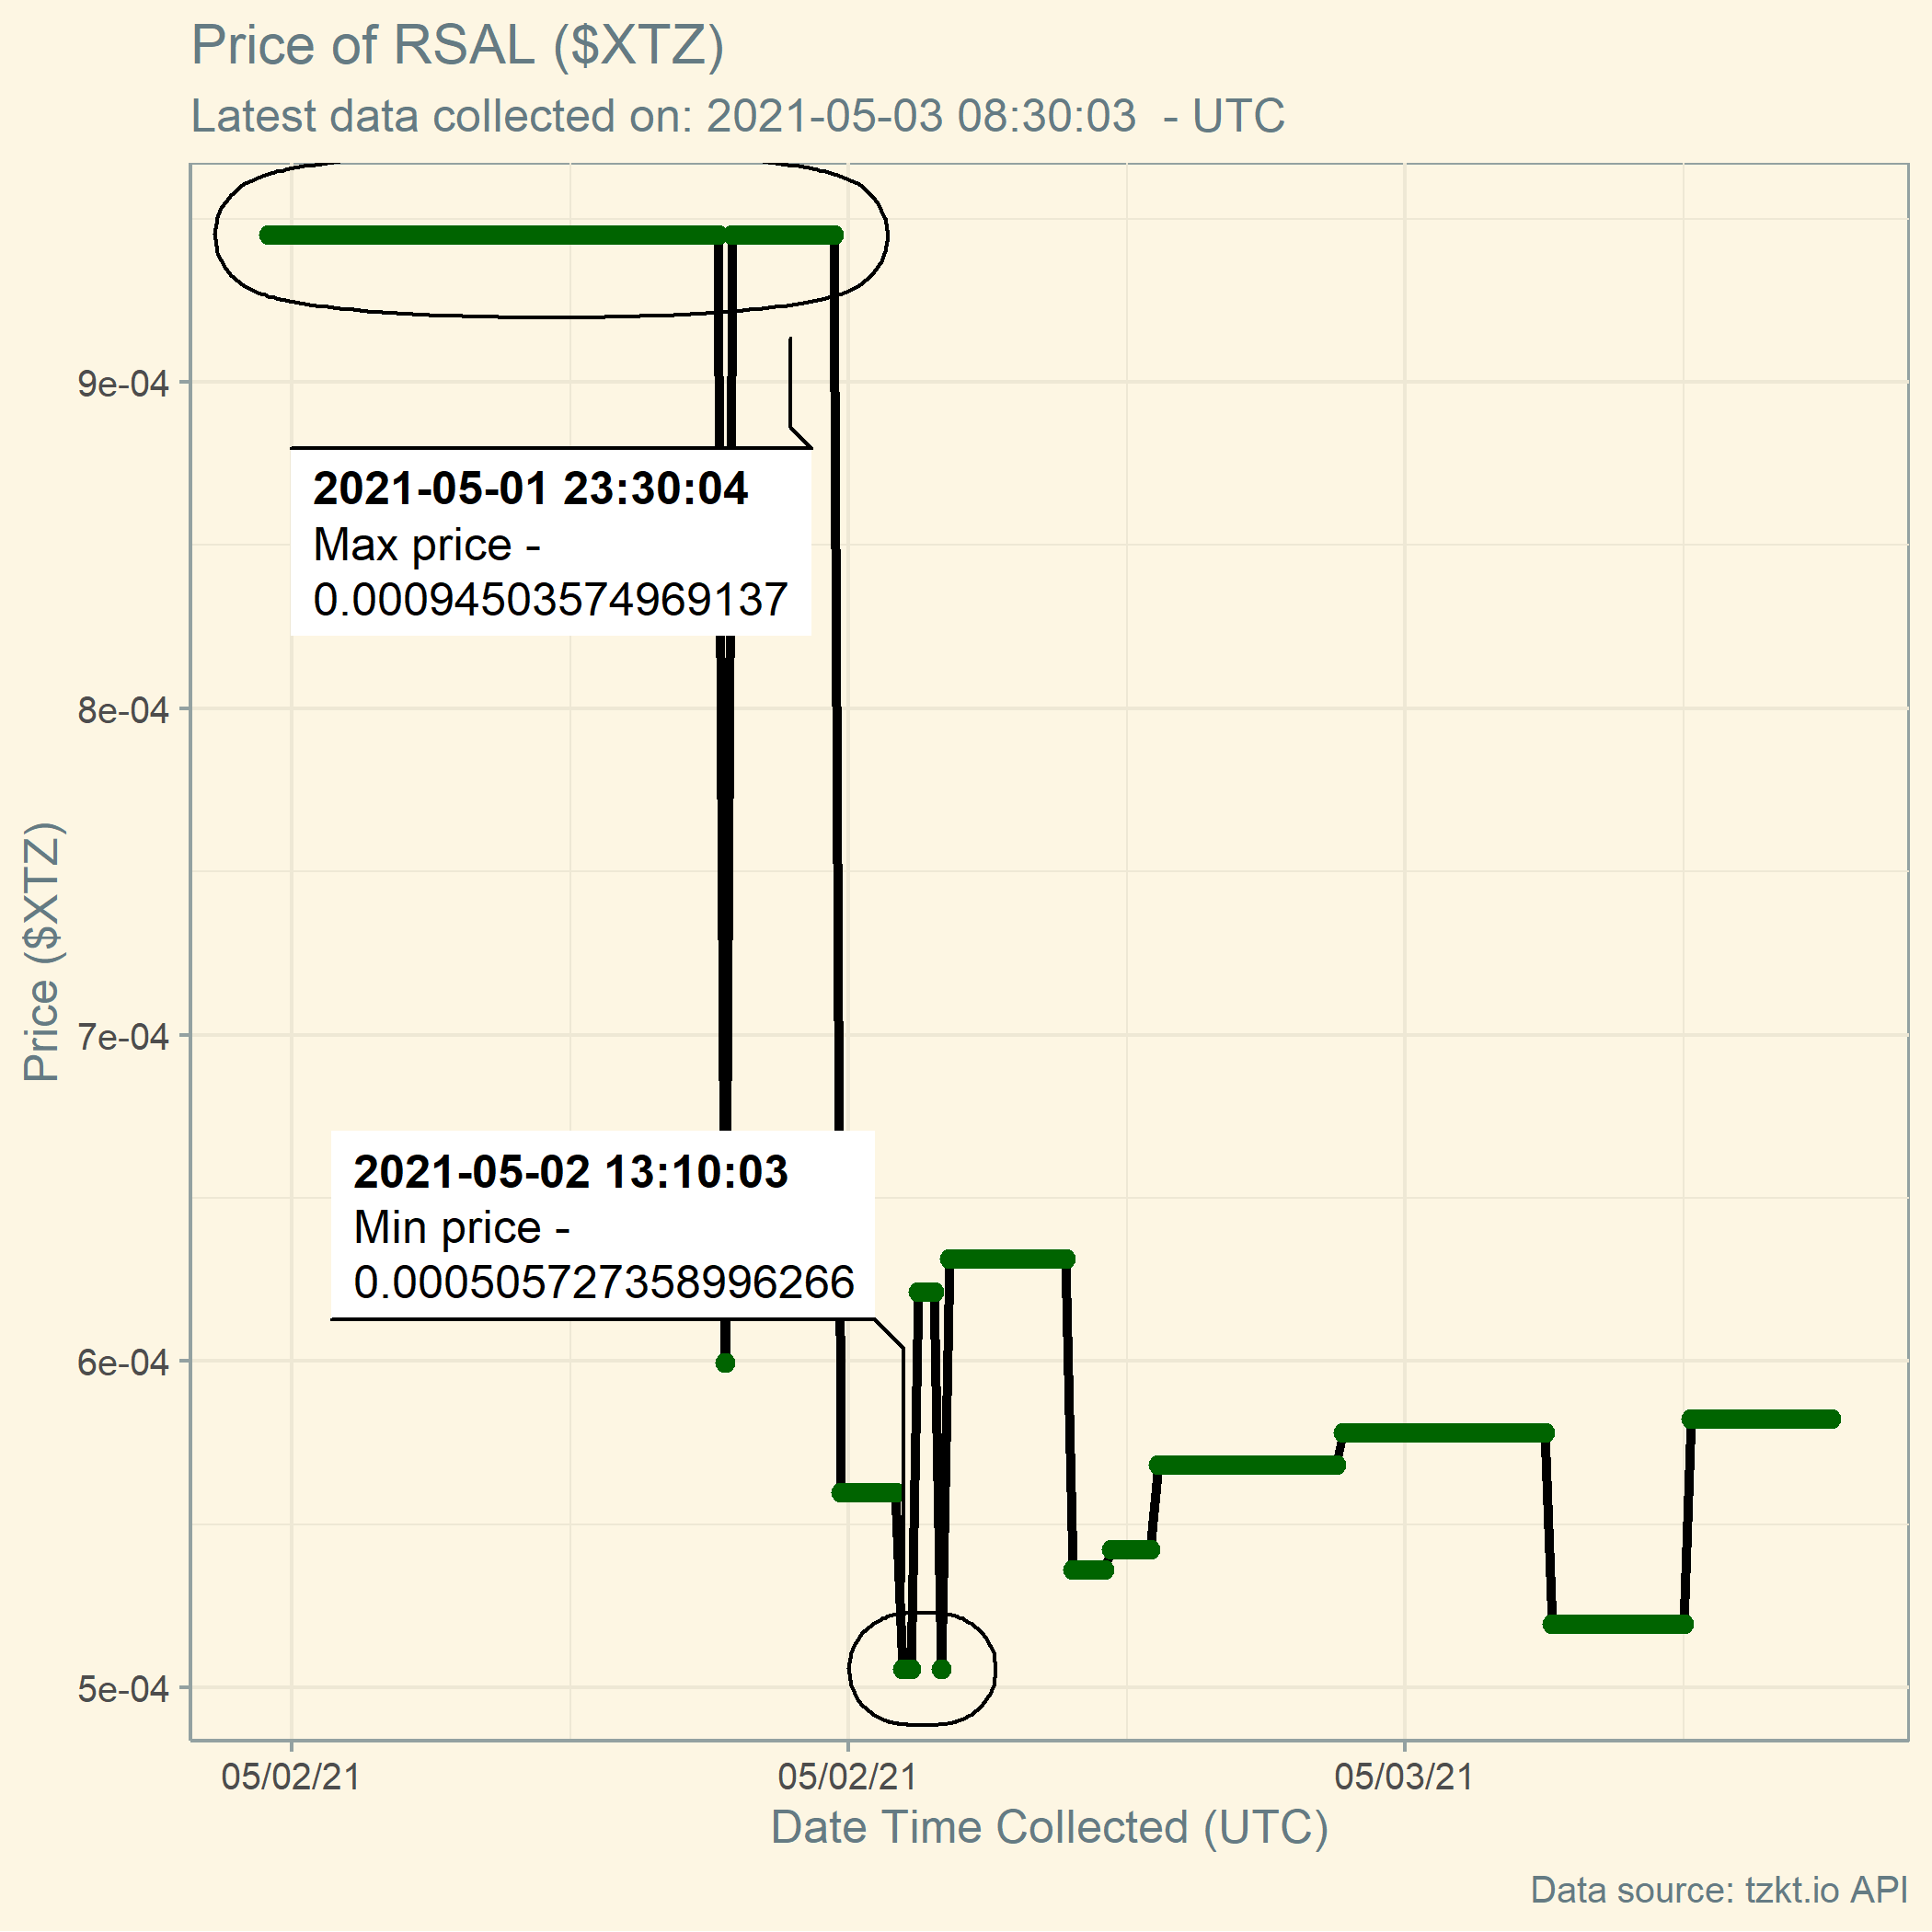 Price of RSAL ($XTZ)
Latest data collected on: 2021-05-03 08:30:03  - UTC
9e-04
8e-04
7e-04
6e-04
5e-04
Price ($XTZ)
2021-05-01 23:30:04
Max price -
0.00094503574969137
2021-05-02 13:10:03
Min price -
0.000505727358996266
05/02/21
05/02/21
05/03/21
Date Time Collected (UTC)
Data source: tzkt.io API